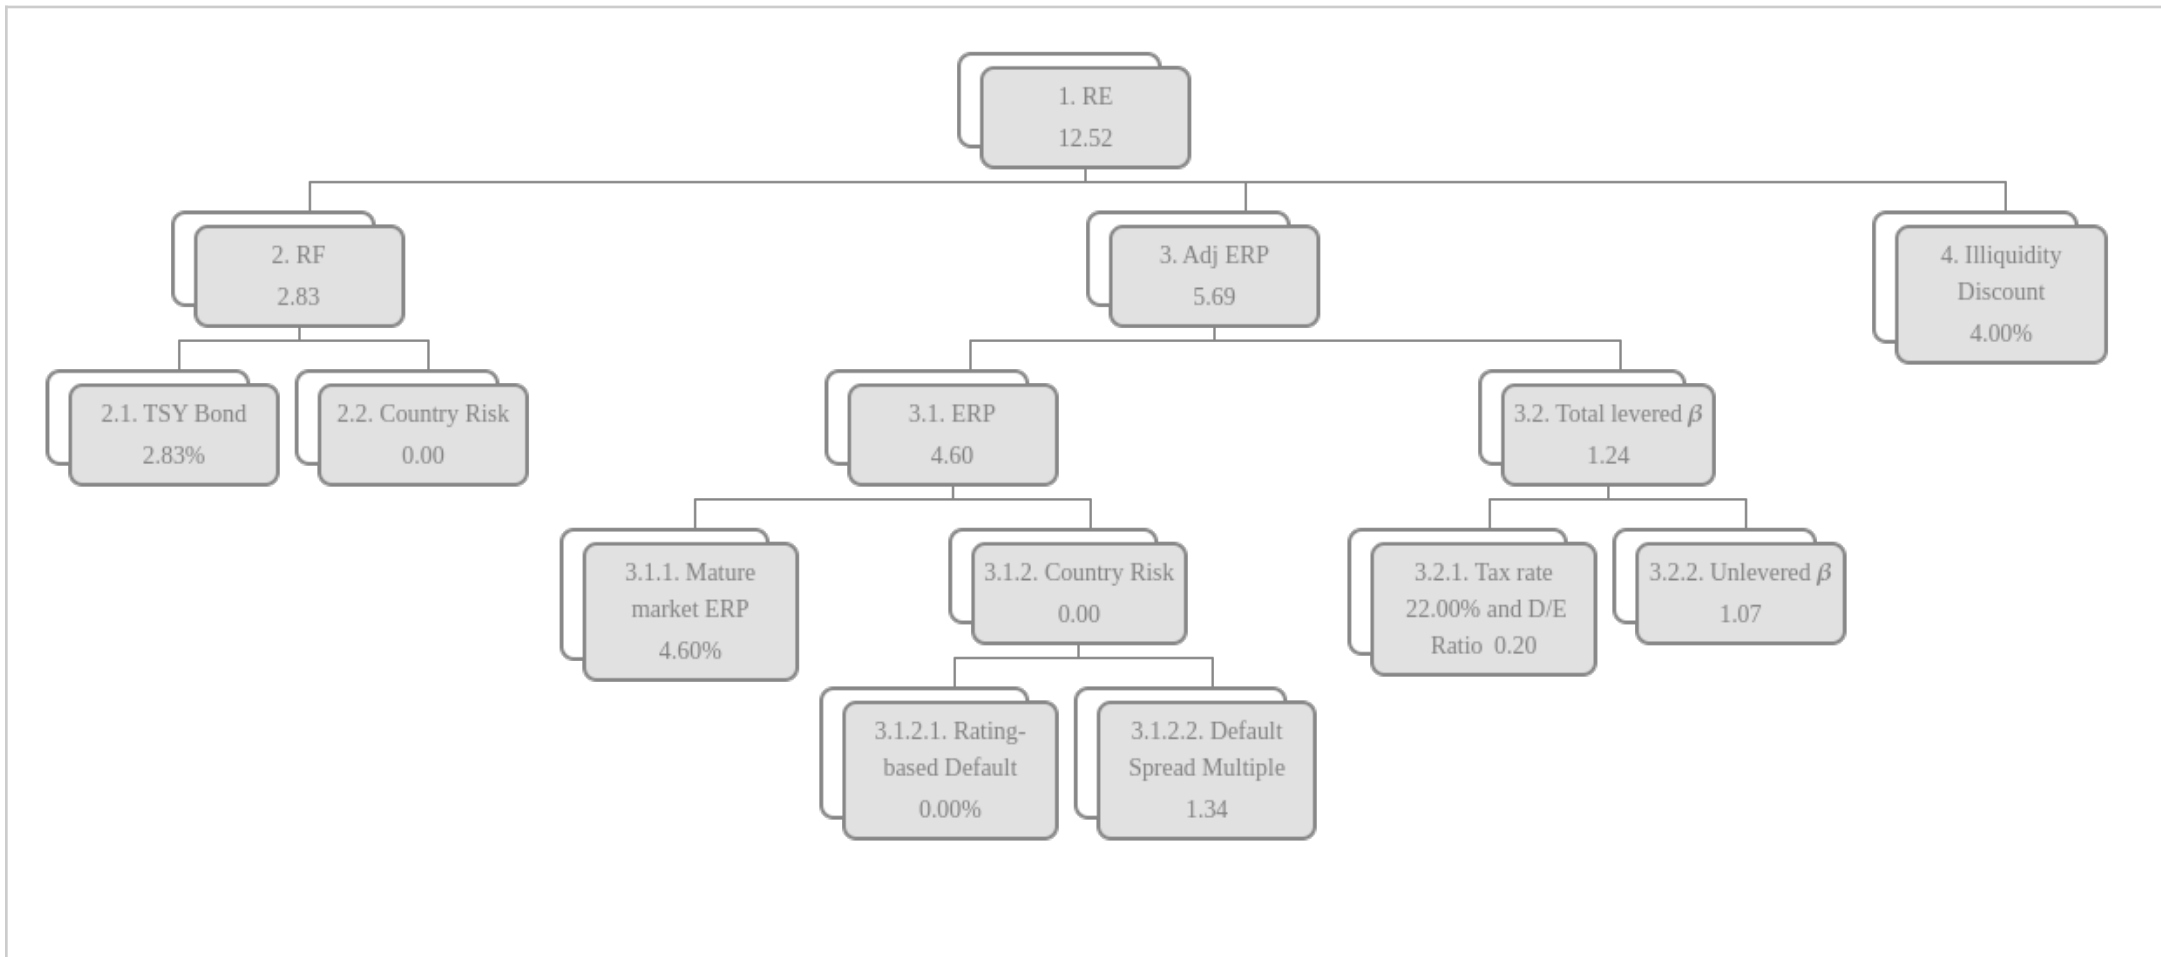 1. RE
12.52
2. RF
2.83
3. Adj ERP
5.69
4. Illiquidity
Discount
4.00%
2.1. TSY Bond
2.83%
2.2. Country Risk
0.00
3.1. ERP
4.60
3.2. Total levered β
1.24
3.1.1. Mature
market ERP
4.60%
3.1.2. Country Risk
0.00
3.2.1. Tax rate
22.00% and D/E
Ratio 0.20
3.2.2. Unlevered β
1.07
3.1.2.1. Rating-
based Default
0.00%
3.1.2.2. Default
Spread Multiple
1.34